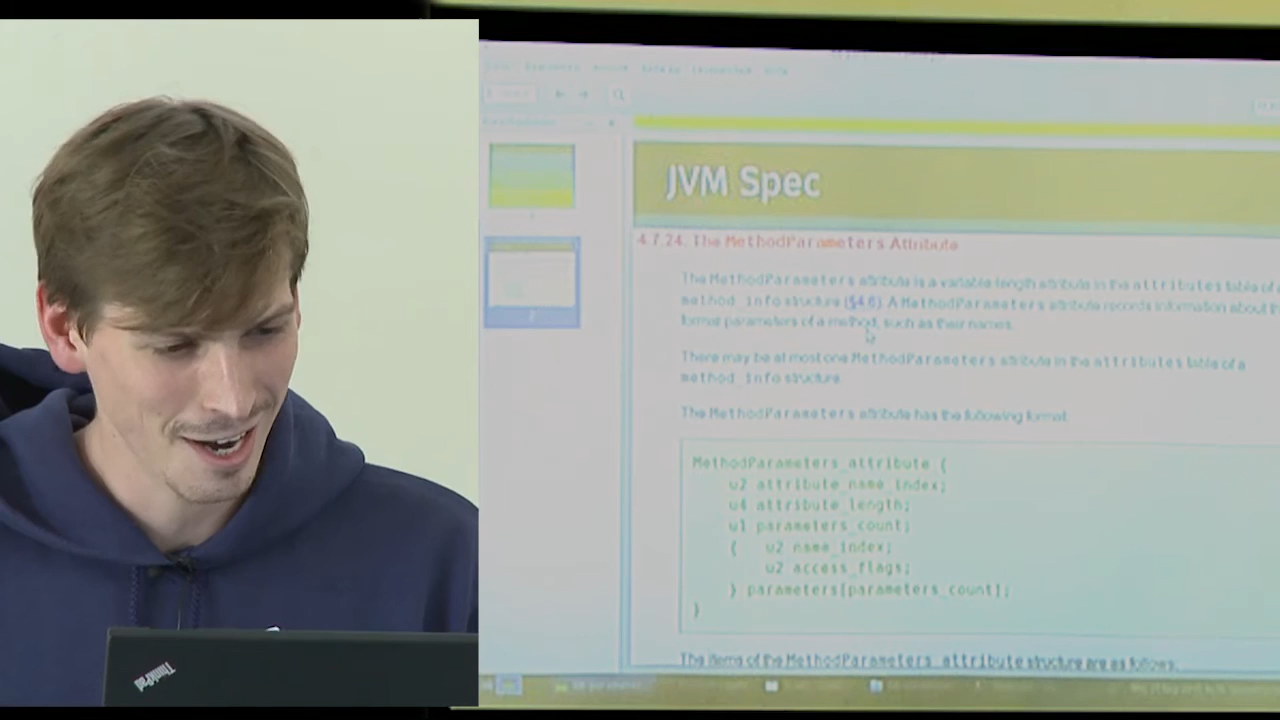 JVM Spec
4.7.24. The MethodParameters Attribute
The MethodParameters attribute is a variable length attribute in the attributes table of a
method_info structure (§4.6). A MethodParameters attribute records information about the
formal parameters of a method, such as their names.
There may be at most one MethodParameters attribute in the attributes table of a
method_info structure.
The MethodParameters attribute has the following format:
MethodParameters_attribute {
u2 attribute_name_index;
u4 attribute_length;
u1 parameters_count;
{ u2 name_index;
u2 access_flags;
} parameters[parameters_count];
}
The items of the MethodParameters_attribute structure are as follows:
ThinkPad